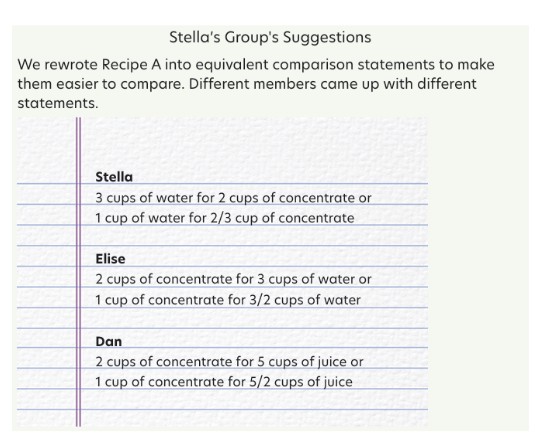 Stella's Group's Suggestions
We rewrote Recipe A into equivalent comparison statements to make
them easier to compare. Different members came up with different
statements.
Stella
3 cups of water for 2 cups of concentrate or
1 cup of water for 2/3 cup of concentrate
Elise
2 cups of concentrate for 3 cups of water or
1 cup of concentrate for 3/2 cups of water
Dan
2 cups of concentrate for 5 cups of juice or
1 cup of concentrate for 5/2 cups of juice